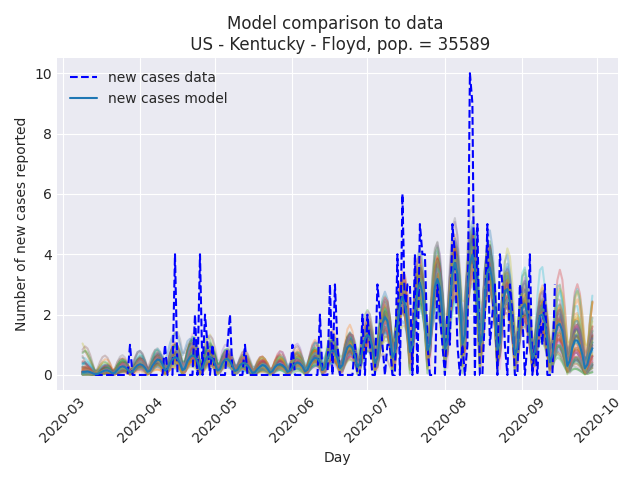 Model comparison to data
US - Kentucky - Floyd, pop. = 35589
new cases data
new cases model
Number of new cases reported
10
8
6
4
2
0
2020-03
2020-04
2020-05
2020-06
2020-07
2020-08
2020-09
2020-10
Day